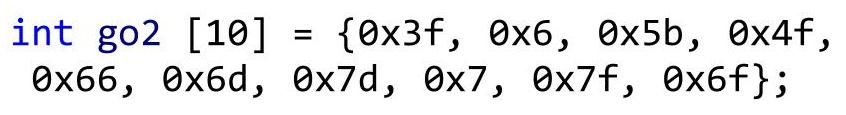 int go2 [10] = {0x3f, 0x6, 0x5b, 0x4f,
0x66, 0x6d, 0x7d, 0x7, 0x7f, 0x6f};